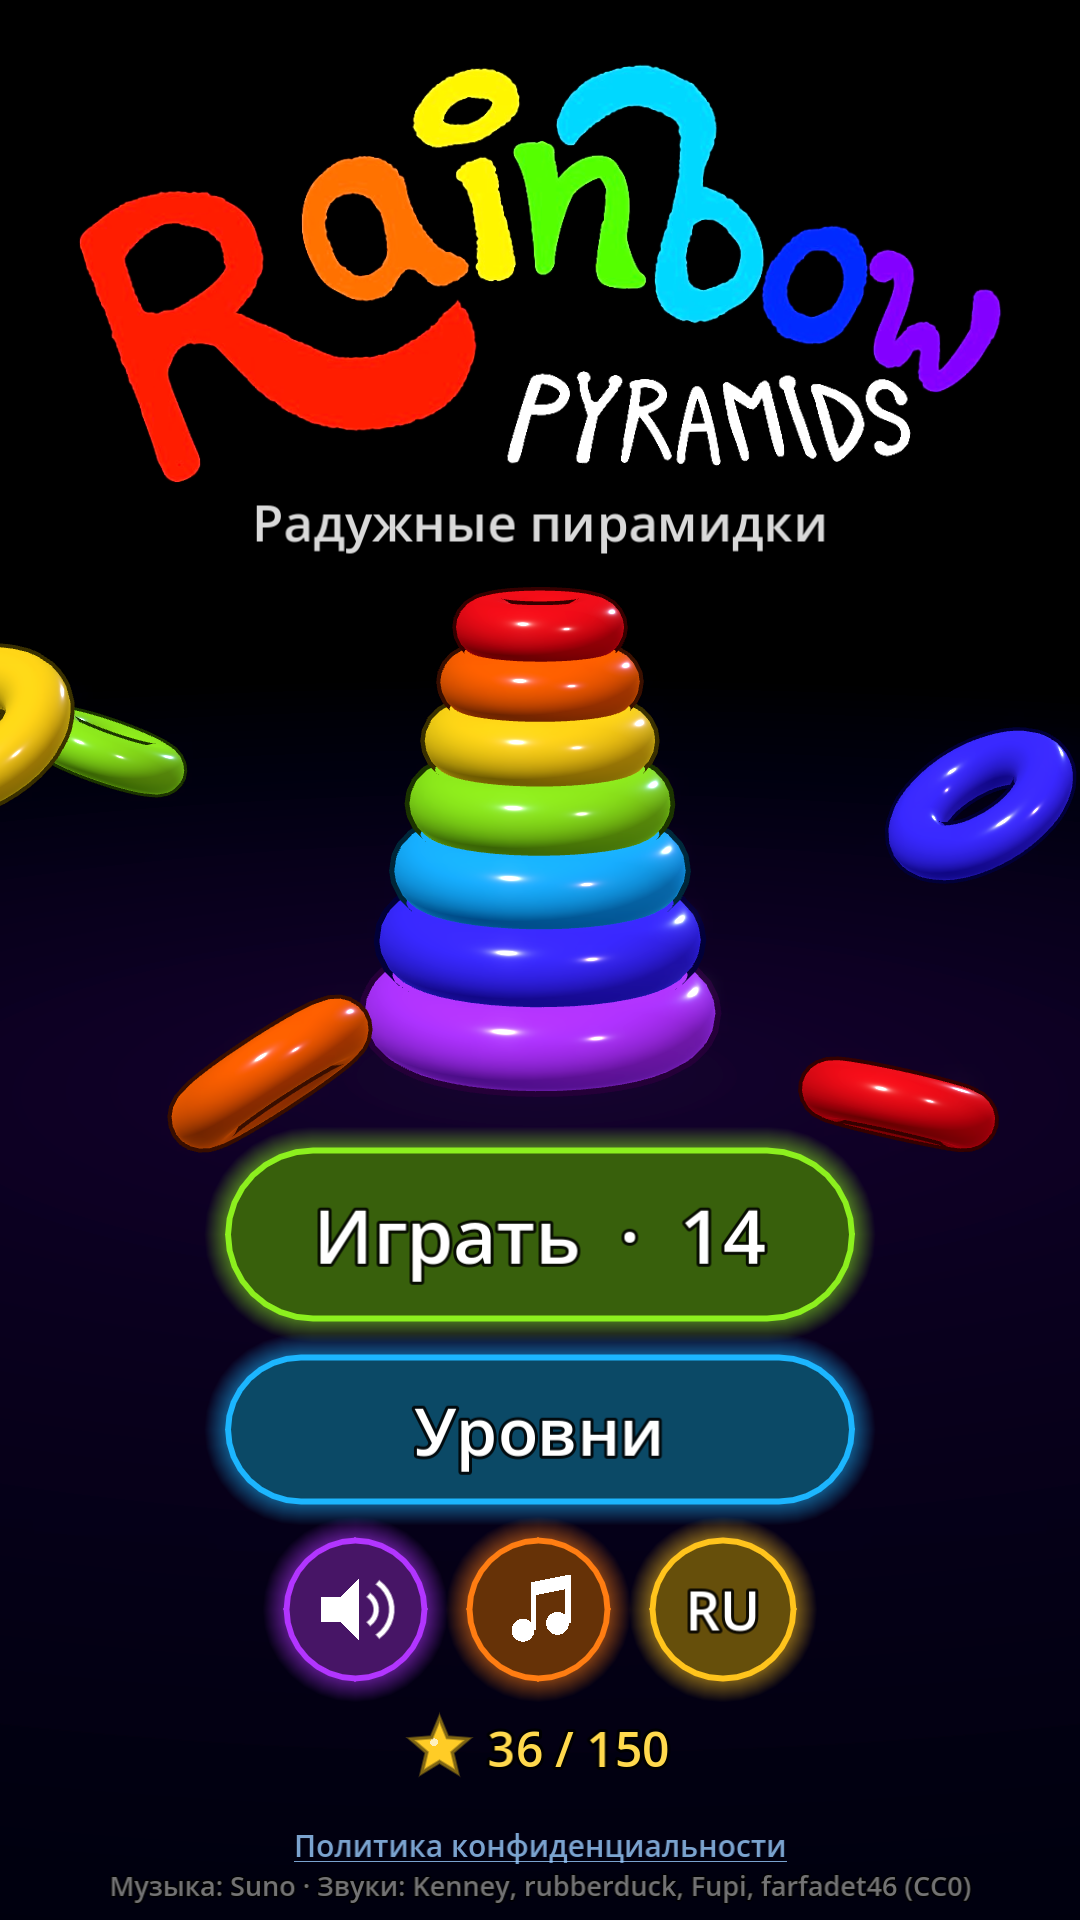 Rainbow
PYRAMIDS
Радужные пирамидки
Играть · 14
Уровни
RU
36 / 150
Политика конфиденциальности
Музыка: Suno · Звуки: Kenney, rubberduck, Fupi, farfadet46 (CC0)